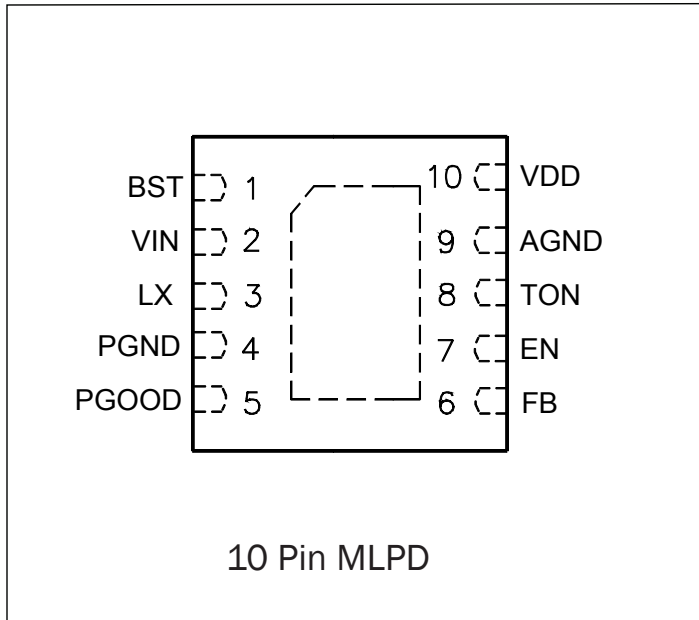 BST 1
VIN 2
LX 3
PGND 4
PGOOD 5
10 VDD
9 AGND
8 TON
7 EN
6 FB
10 Pin MLPD